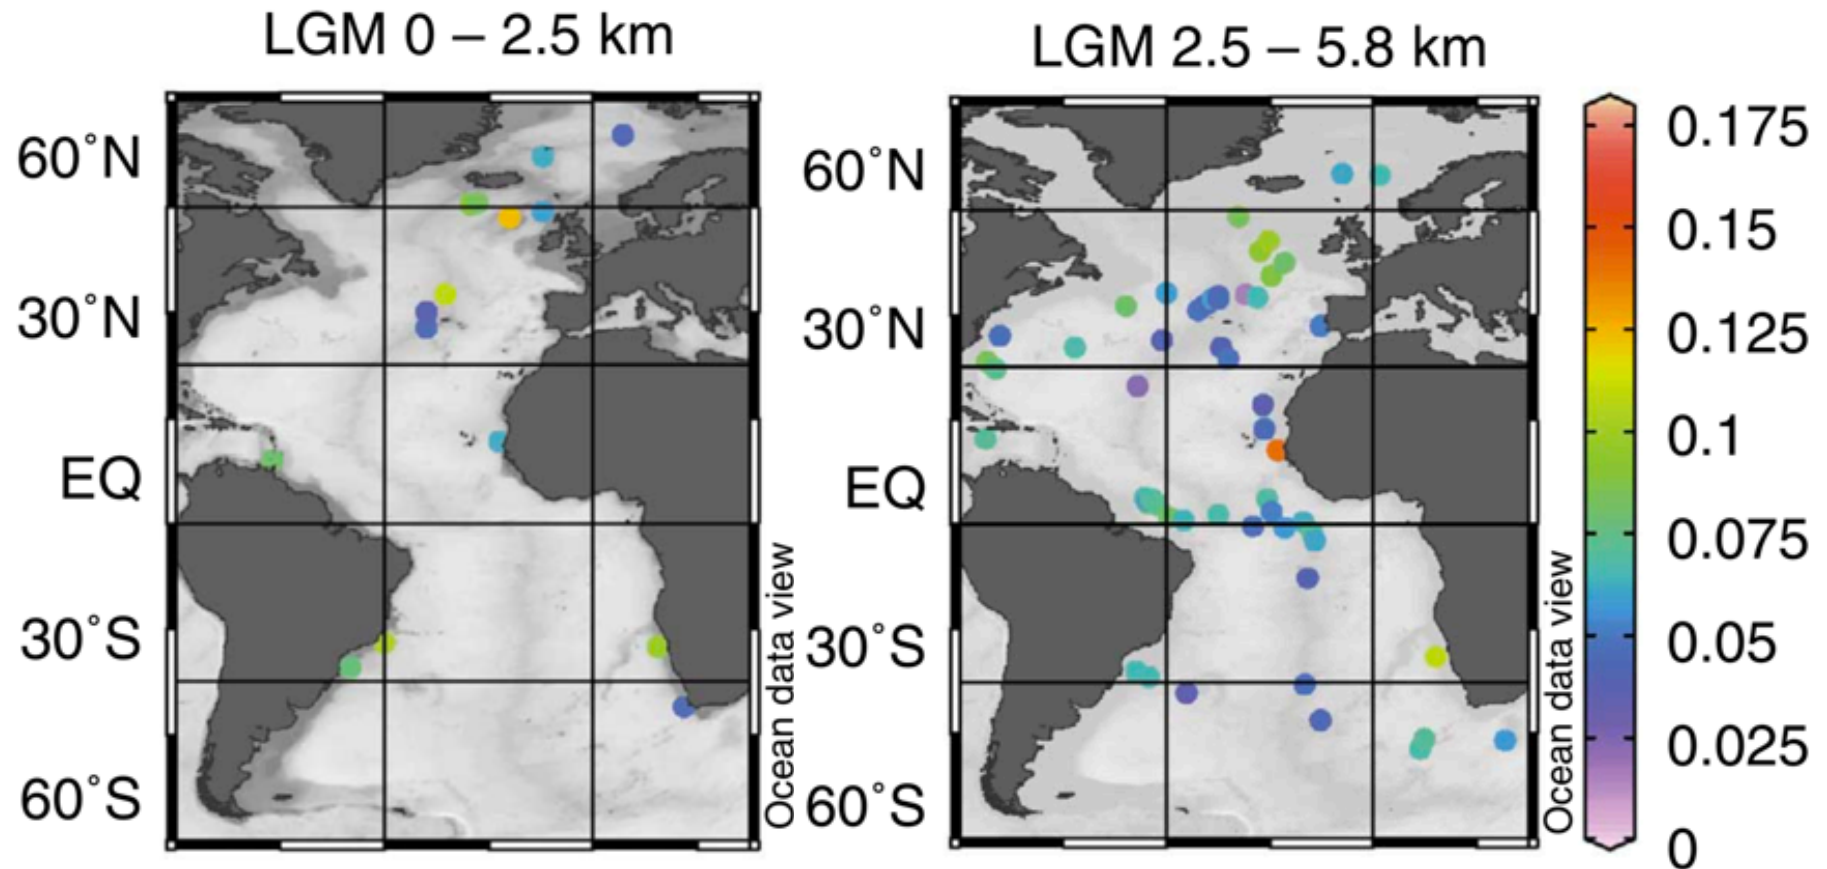 LGM 0 – 2.5 km
60˚N
30˚N
EQ
30˚S
60˚S
Ocean data view
LGM 2.5 – 5.8 km
60˚N
30˚N
EQ
30˚S
60˚S
Ocean data view
0.175
0.15
0.125
0.1
0.075
0.05
0.025
0